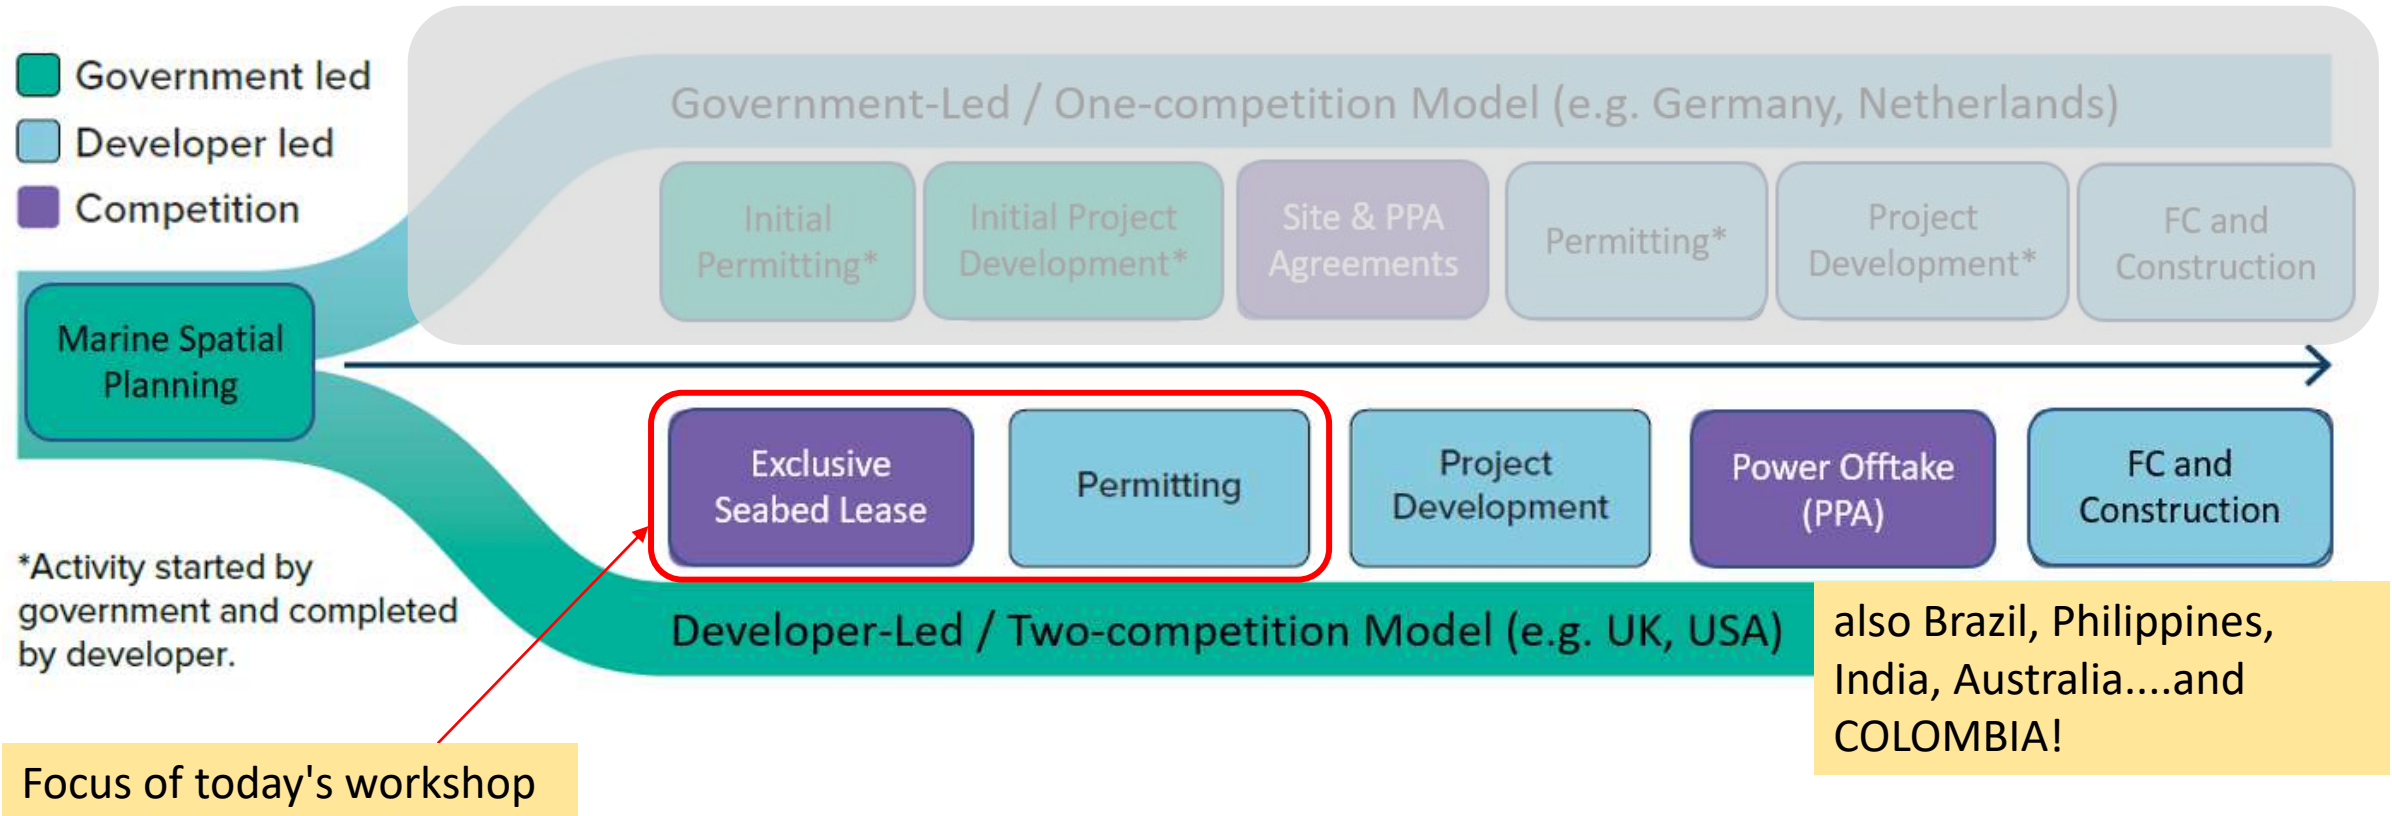 Government led
Developer led
Competition
Government-Led / One-competition Model (e.g. Germany, Netherlands)
Initial
Permitting*
Initial Project
Development*
Site & PPA
Agreements
Permitting*
Project
Development*
FC and
Construction
Marine Spatial
Planning
Exclusive
Seabed Lease
Permitting
Project
Development
Power Offtake
(PPA)
FC and
Construction
*Activity started by
government and completed
by developer.
Developer-Led / Two-competition Model (e.g. UK, USA)
also Brazil, Philippines,
India, Australia....and
COLOMBIA!
Focus of today's workshop